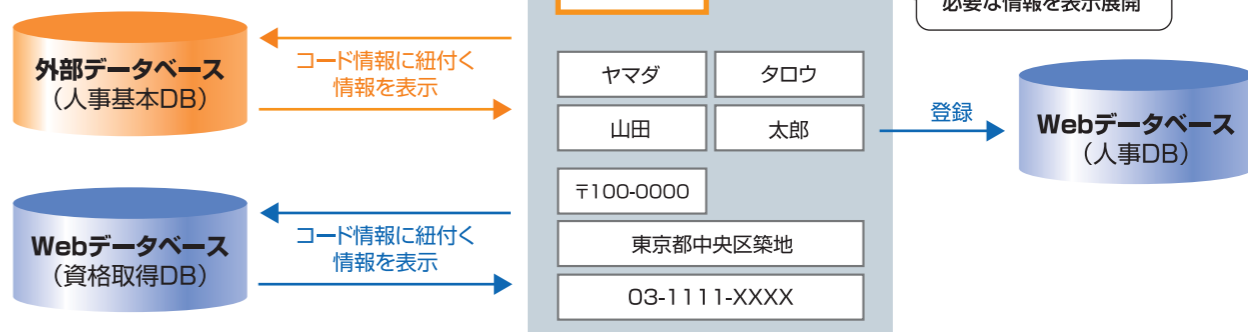 必要な情報を表示展開
外部データベース
（人事基本DB）
コード情報に紐付く
情報を表示
ヤマダ
タロウ
山田
太郎
登録
Webデータベース
（人事DB）
〒100-0000
東京都中央区築地
03-1111-XXXX
Webデータベース
（資格取得DB）
コード情報に紐付く
情報を表示